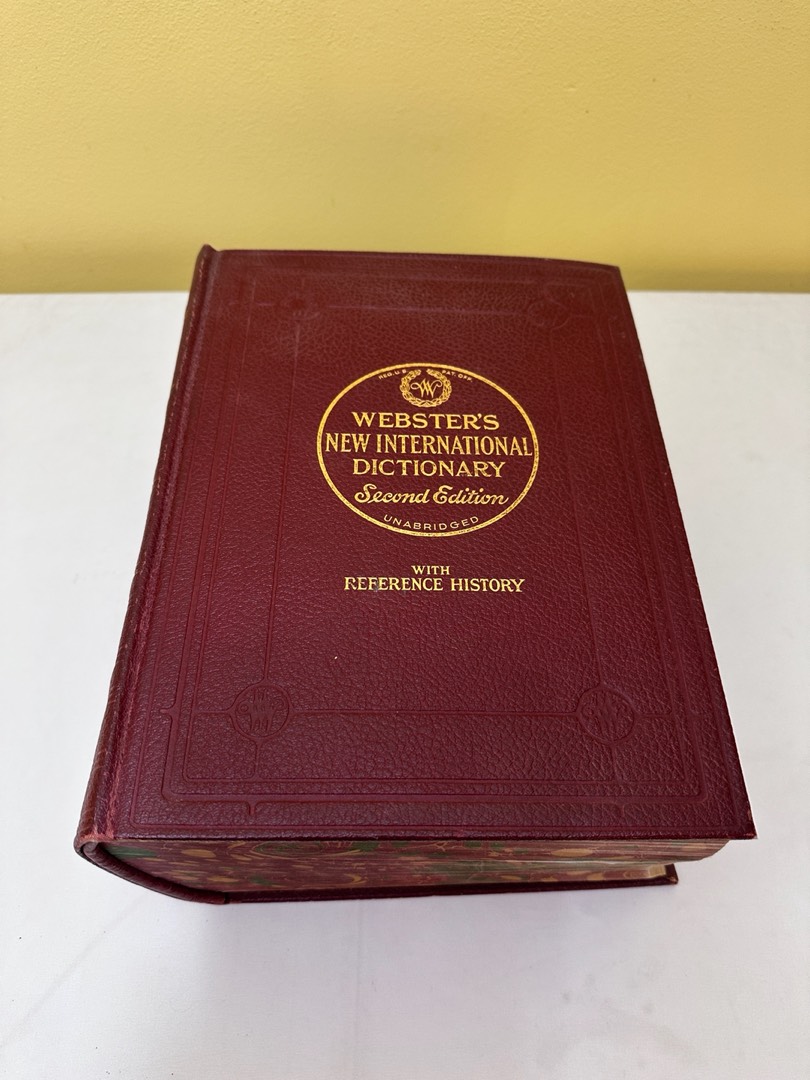 REG. U.S. PAT. OFF.
W
WEBSTER'S
NEW INTERNATIONAL
DICTIONARY
Second Edition
UNABRIDGED
WITH
REFERENCE HISTORY